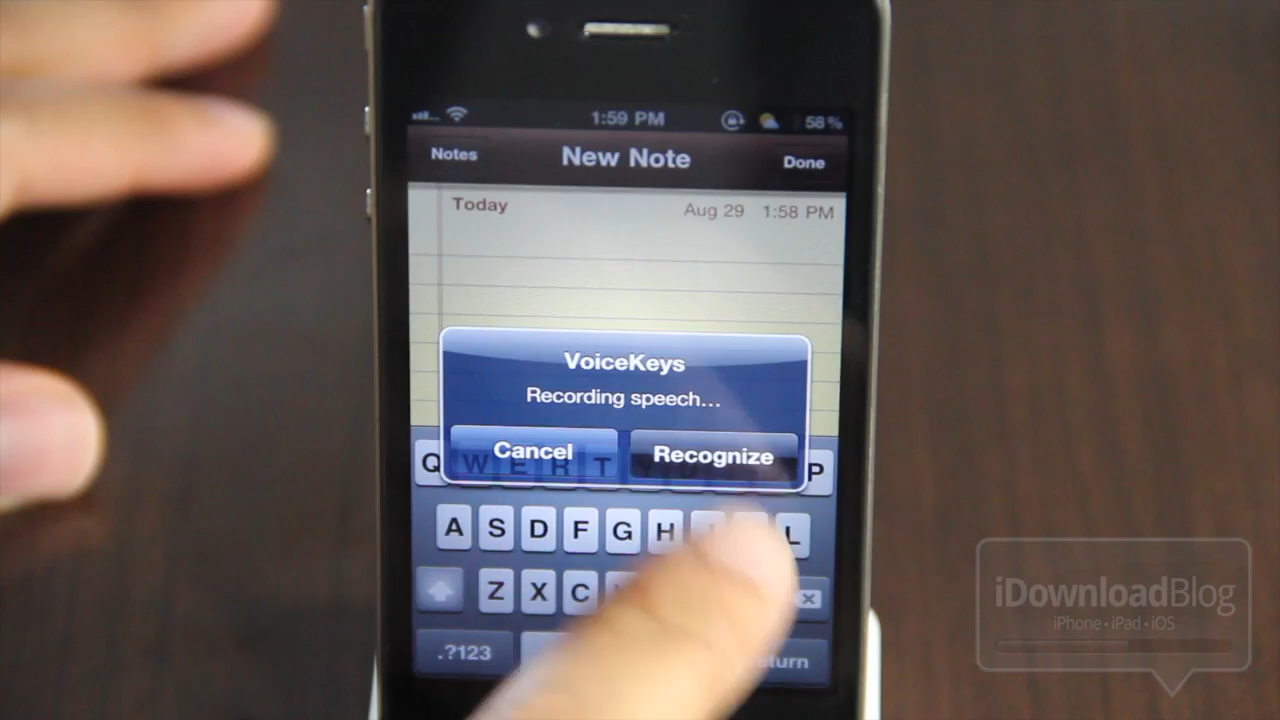 1:59 PM 58%
Notes New Note Done
Today Aug 29 1:58 PM
VoiceKeys
Recording speech...
Cancel Recognize
Q W E R T Y U P
A S D F G H L
Z X C
.?123
iDownloadBlog
iPhone • iPad • iOS